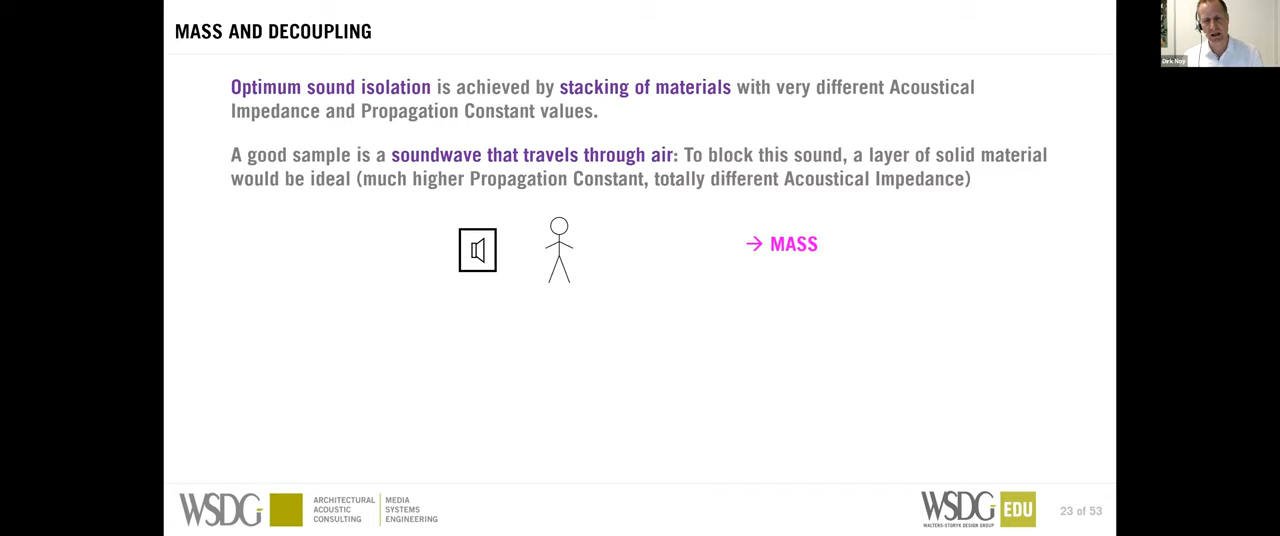 MASS AND DECOUPLING
Dirk Noy
Optimum sound isolation is achieved by stacking of materials with very different Acoustical
Impedance and Propagation Constant values.
A good sample is a soundwave that travels through air: To block this sound, a layer of solid material
would be ideal (much higher Propagation Constant, totally different Acoustical Impedance)
→ MASS
WSDG
ARCHITECTURAL
ACOUSTIC
CONSULTING
MEDIA
SYSTEMS
ENGINEERING
WSDG
WALTERS-STORYK DESIGN GROUP
EDU
23 of 53